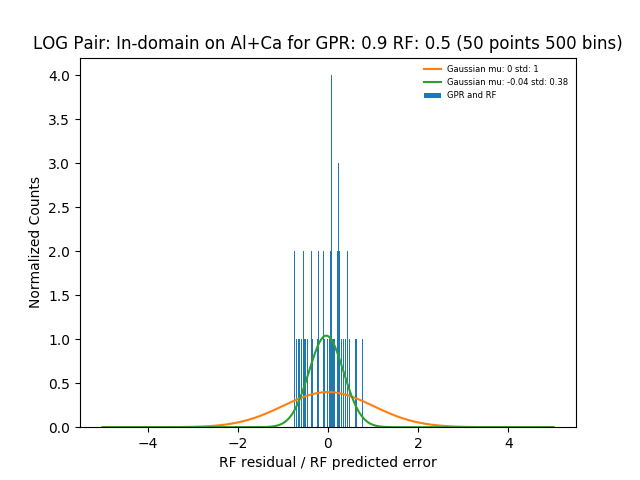 LOG Pair: In-domain on Al+Ca for GPR: 0.9 RF: 0.5 (50 points 500 bins)
Gaussian mu: 0 std: 1
Gaussian mu: -0.04 std: 0.38
GPR and RF
Normalized Counts
4.0
3.5
3.0
2.5
2.0
1.5
1.0
0.5
0.0
−4
−2
0
2
4
RF residual / RF predicted error